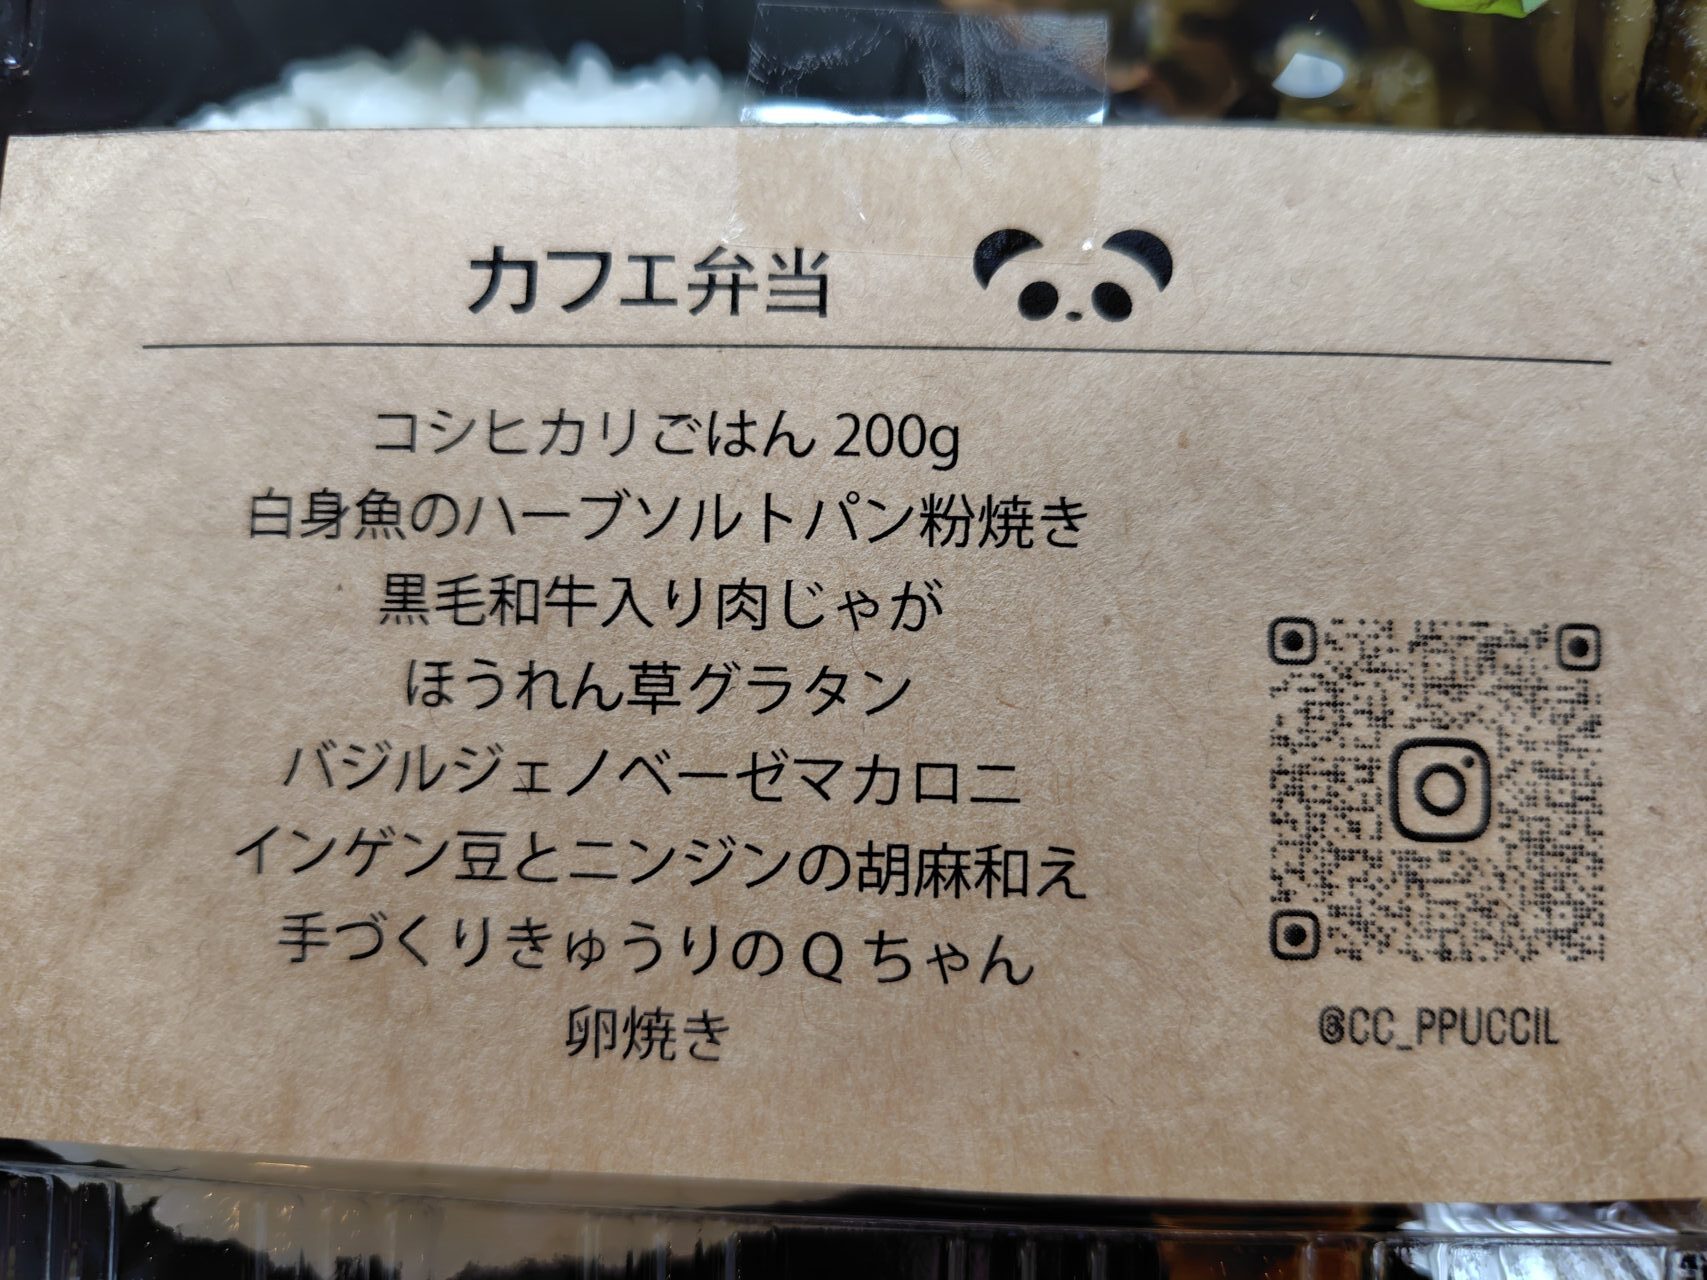 カフェ弁当
コシヒカリごはん 200g
白身魚のハーブソルトパン粉焼き
黒毛和牛入り肉じゃが
ほうれん草グラタン
バジルジェノベーゼマカロニ
インゲン豆とニンジンの胡麻和え
手づくりきゅうりのQちゃん
卵焼き
@CC_PPUCCIL